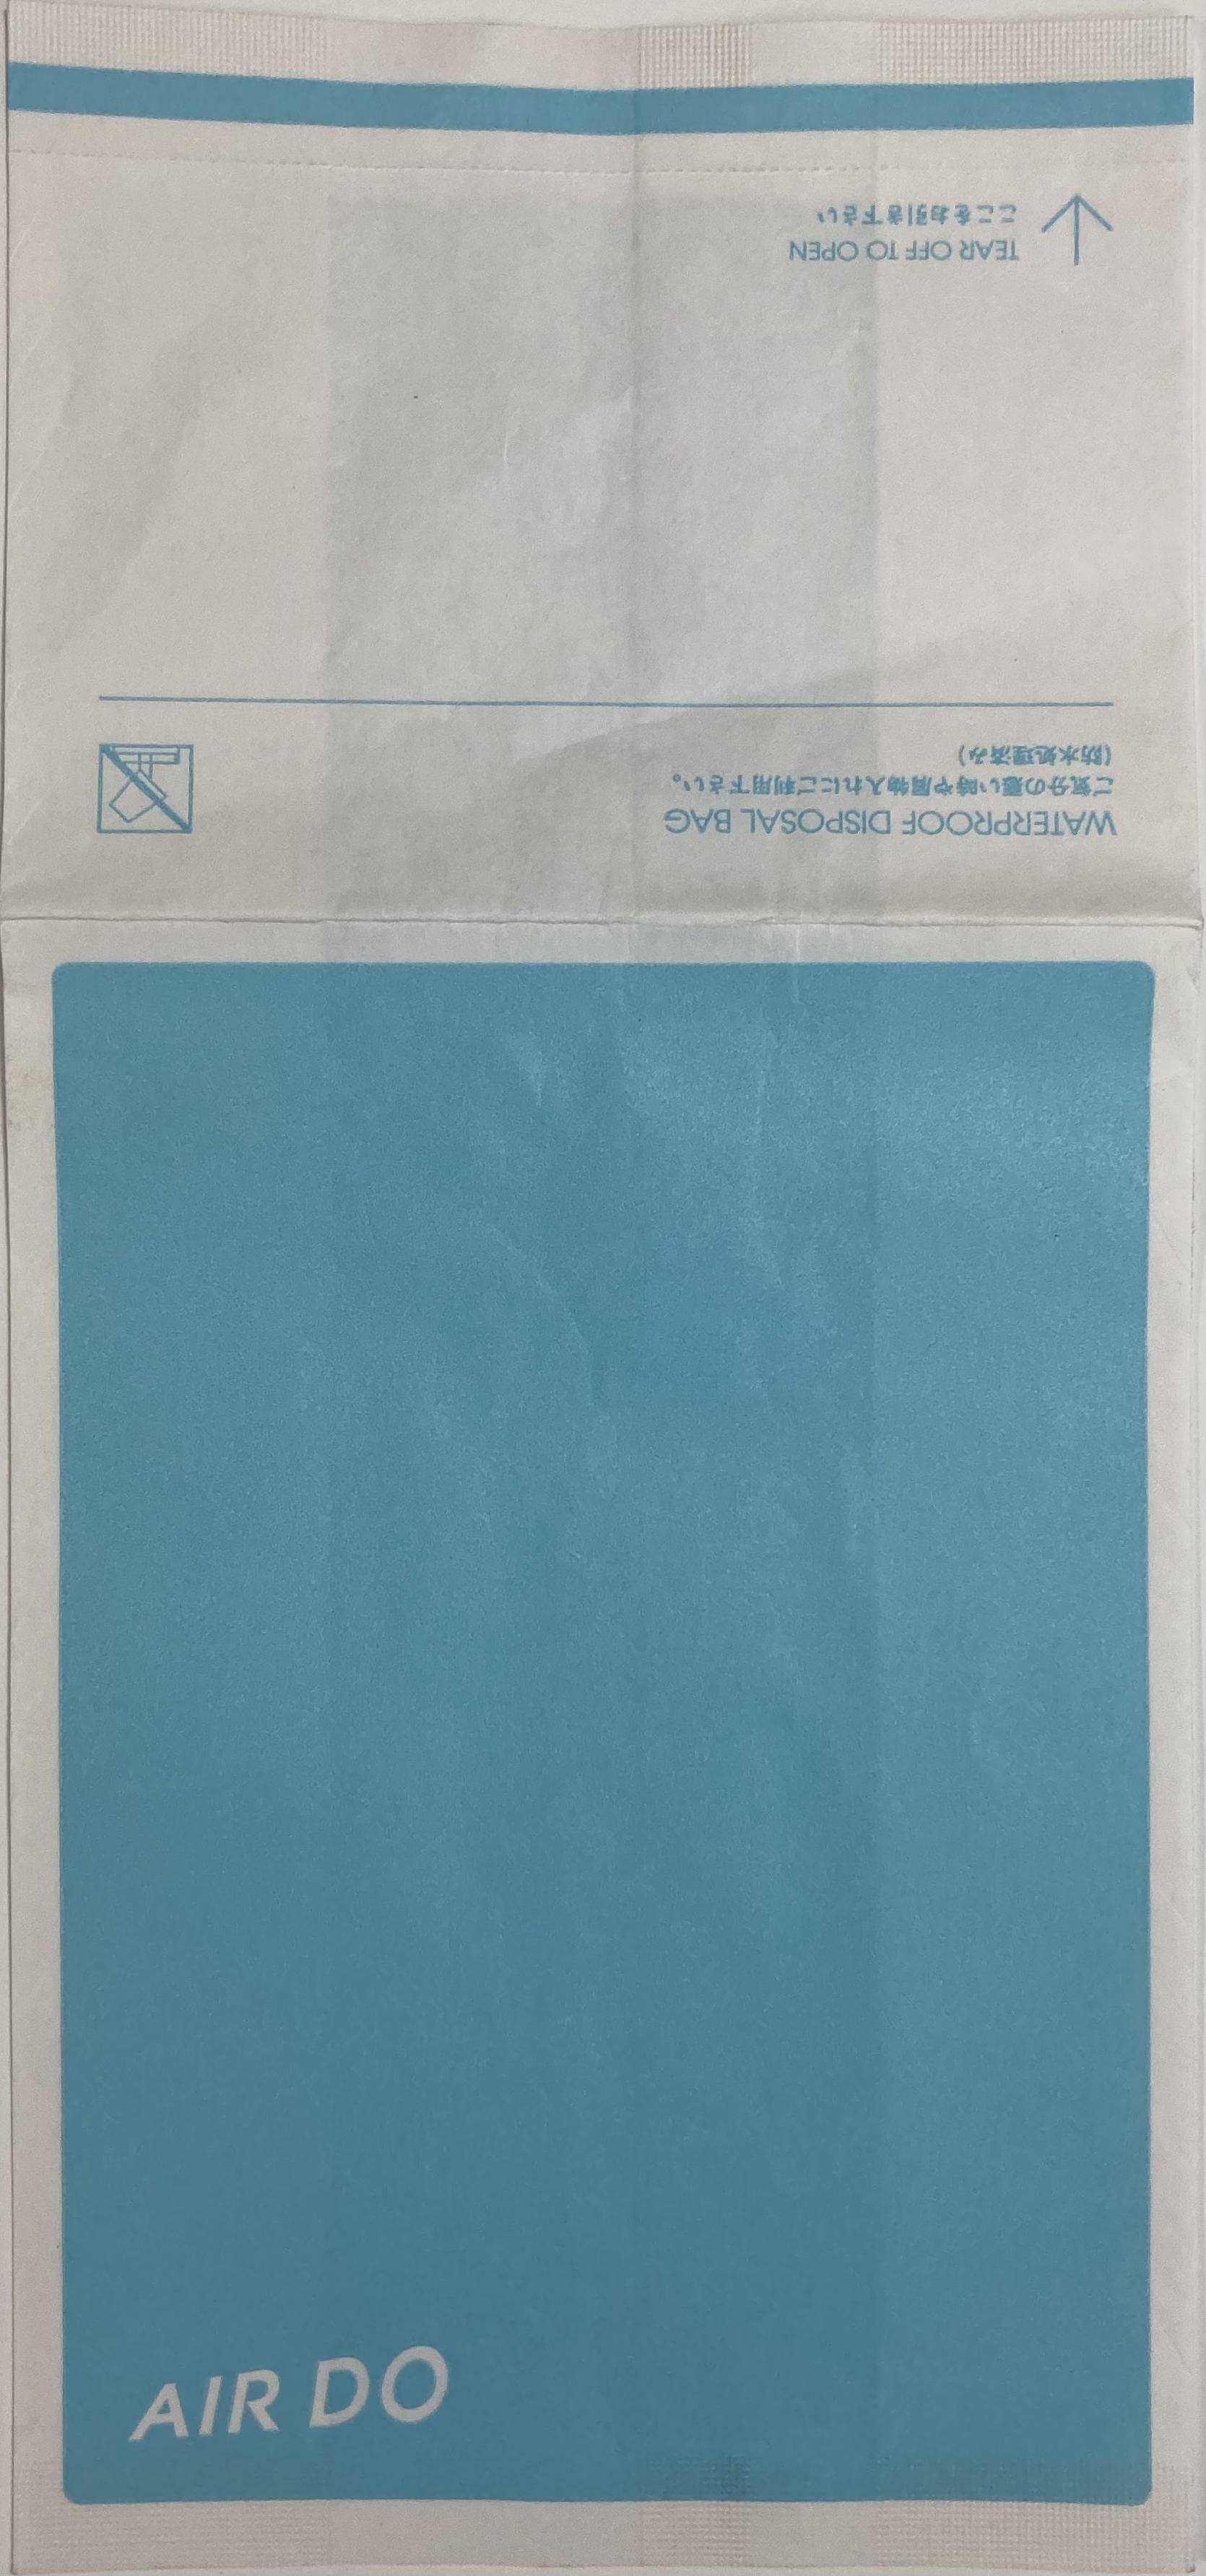 WATERPROOF DISPOSAL BAG
ご気分の悪い時や屑物入れにご利用下さい。
(防水処理済み)
TEAR OFF TO OPEN
ここをお引き下さい
AIR DO